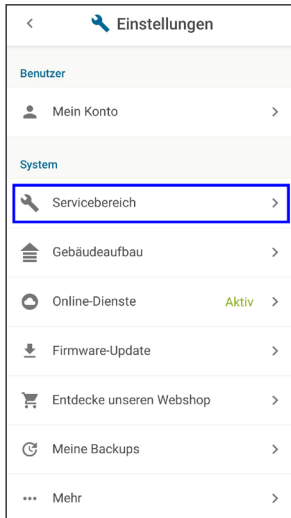 Einstellungen
Benutzer
Mein Konto
System
Servicebereich
Gebäudeaufbau
Online-Dienste Aktiv
Firmware-Update
Entdecke unseren Webshop
Meine Backups
Mehr